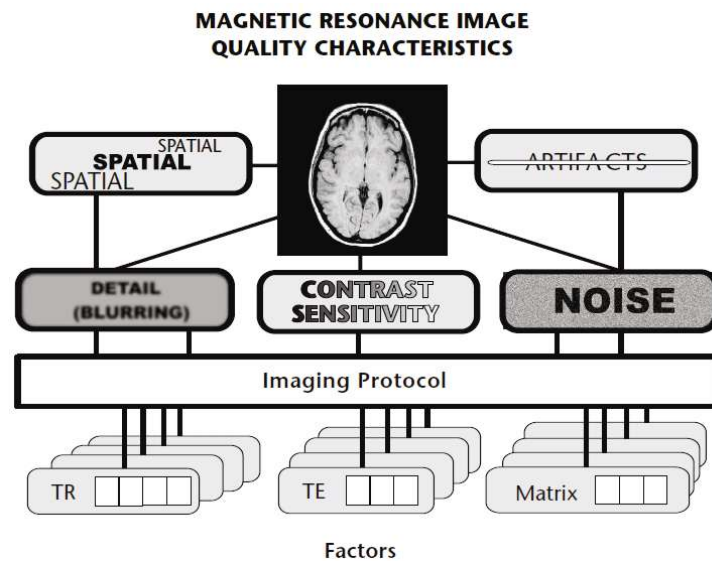 MAGNETIC RESONANCE IMAGE
QUALITY CHARACTERISTICS
SPATIAL
SPATIAL
SPATIAL
ARTIFACTS
DETAIL
(BLURRING)
CONTRAST
SENSITIVITY
NOISE
Imaging Protocol
TR
TE
Matrix
Factors